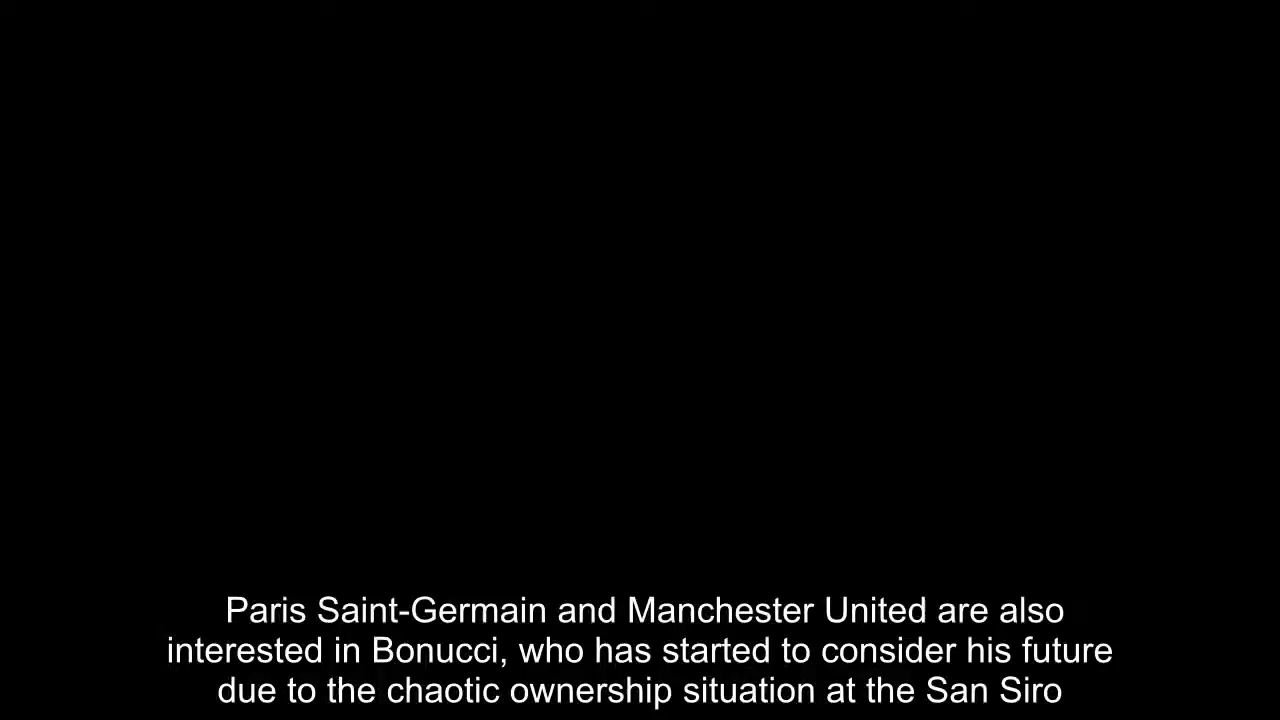 Paris Saint-Germain and Manchester United are also
interested in Bonucci, who has started to consider his future
due to the chaotic ownership situation at the San Siro